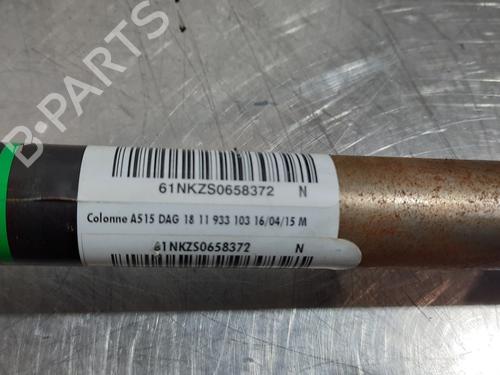 B-PARTS
61NKZS0658372 N
Colonne A515 DAG 18 11 933 103 16/04/15 M
61NKZS0658372 N